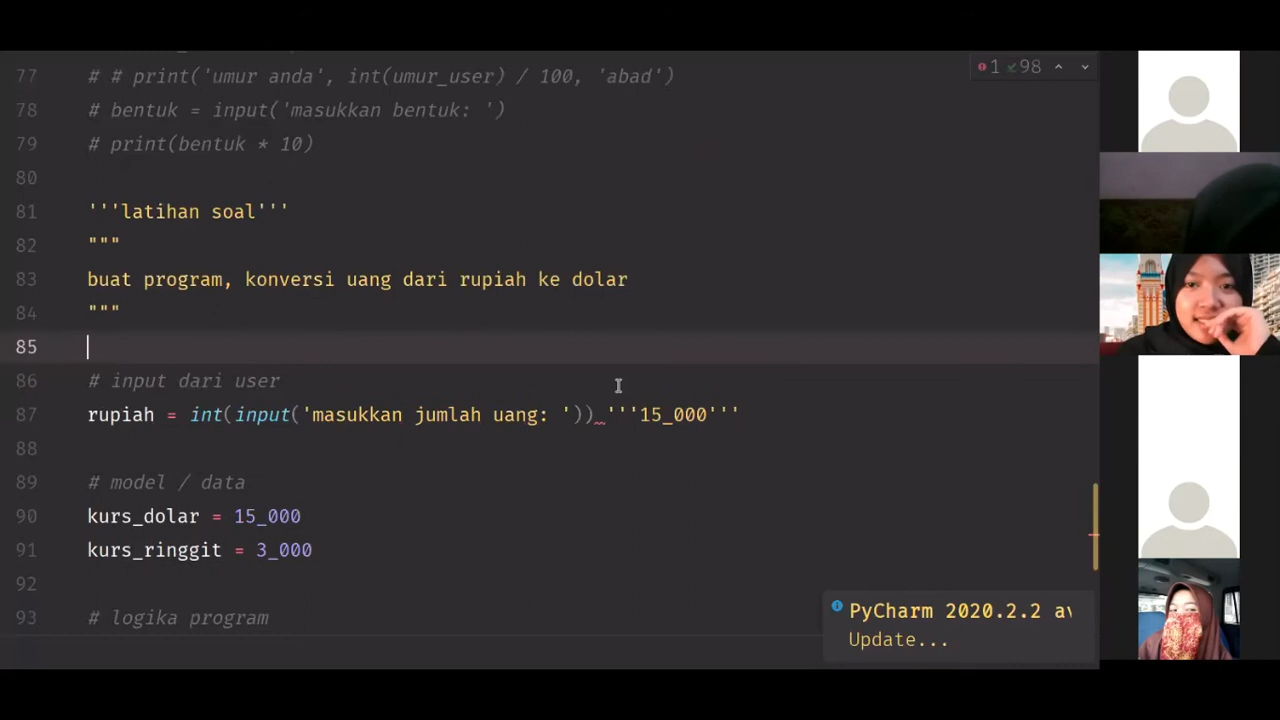 77 # # print('umur anda', int(umur_user) / 100, 'abad')
78 # bentuk = input('masukkan bentuk: ')
79 # print(bentuk * 10)
80
81 '''latihan soal'''
82 """
83 buat program, konversi uang dari rupiah ke dolar
84 """
85
86 # input dari user
87 rupiah = int(input('masukkan jumlah uang: ')) '''15_000'''
88
89 # model / data
90 kurs_dolar = 15_000
91 kurs_ringgit = 3_000
92
93 # logika program
1 98
PyCharm 2020.2.2 av
Update...